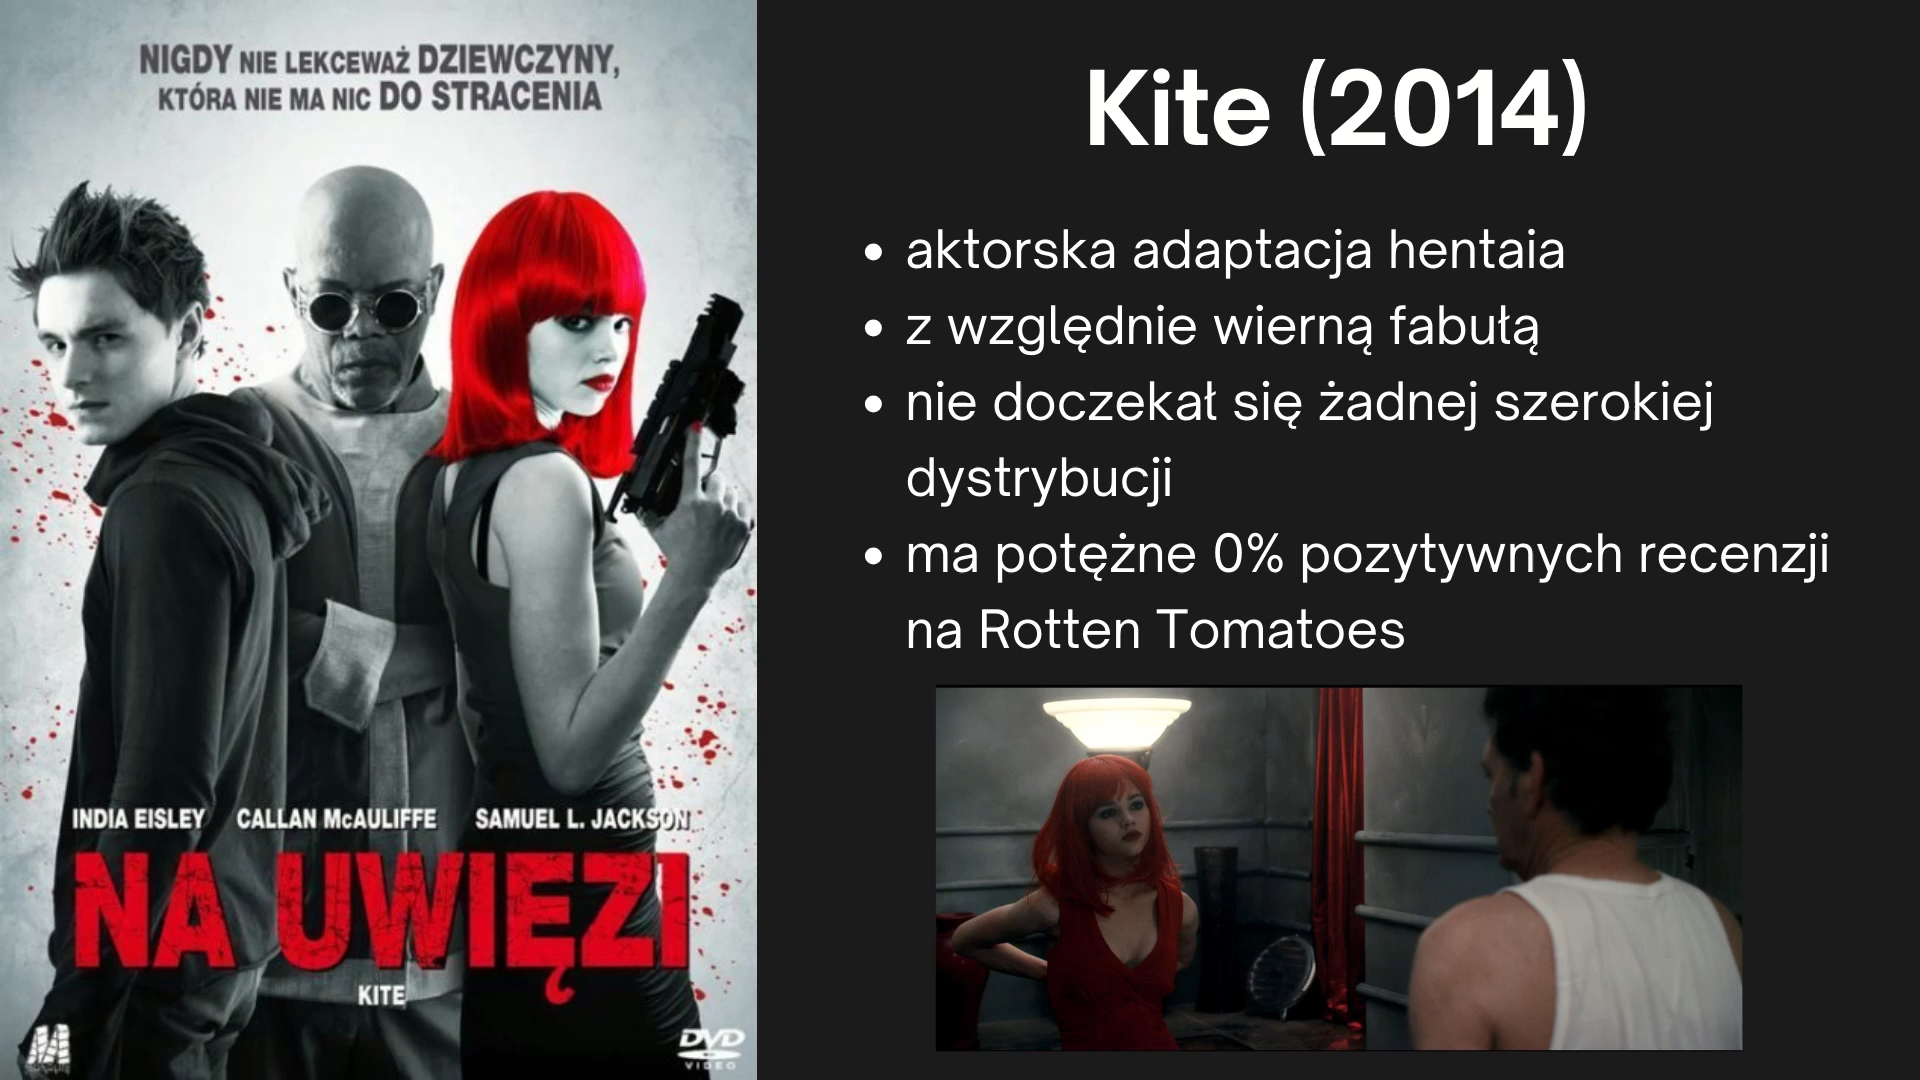 NIGDY NIE LEKCEWAŻ DZIEWCZYNY,
KTÓRA NIE MA NIC DO STRACENIA
INDIA EISLEY CALLAN McAULIFFE SAMUEL L. JACKSON
NA UWIĘZI
KITE
M
DVD
VIDEO
Kite (2014)
• aktorska adaptacja hentaia
• z względnie wierną fabułą
• nie doczekał się żadnej szerokiej
dystrybucji
• ma potężne 0% pozytywnych recenzji
na Rotten Tomatoes